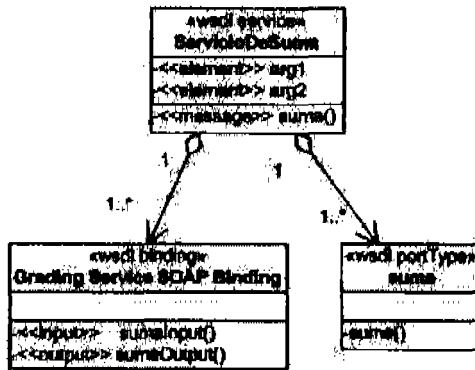 «wsdl service»
ServicioDeSuma
<<element>> arg1
<<element>> arg2
<<message>> suma()
1
1
1..*
1..*
«wsdl binding»
Grading Service SOAP Binding
<<input>> sumaInput()
<<output>> sumaOutput()
«wsdl portType»
suma
suma()